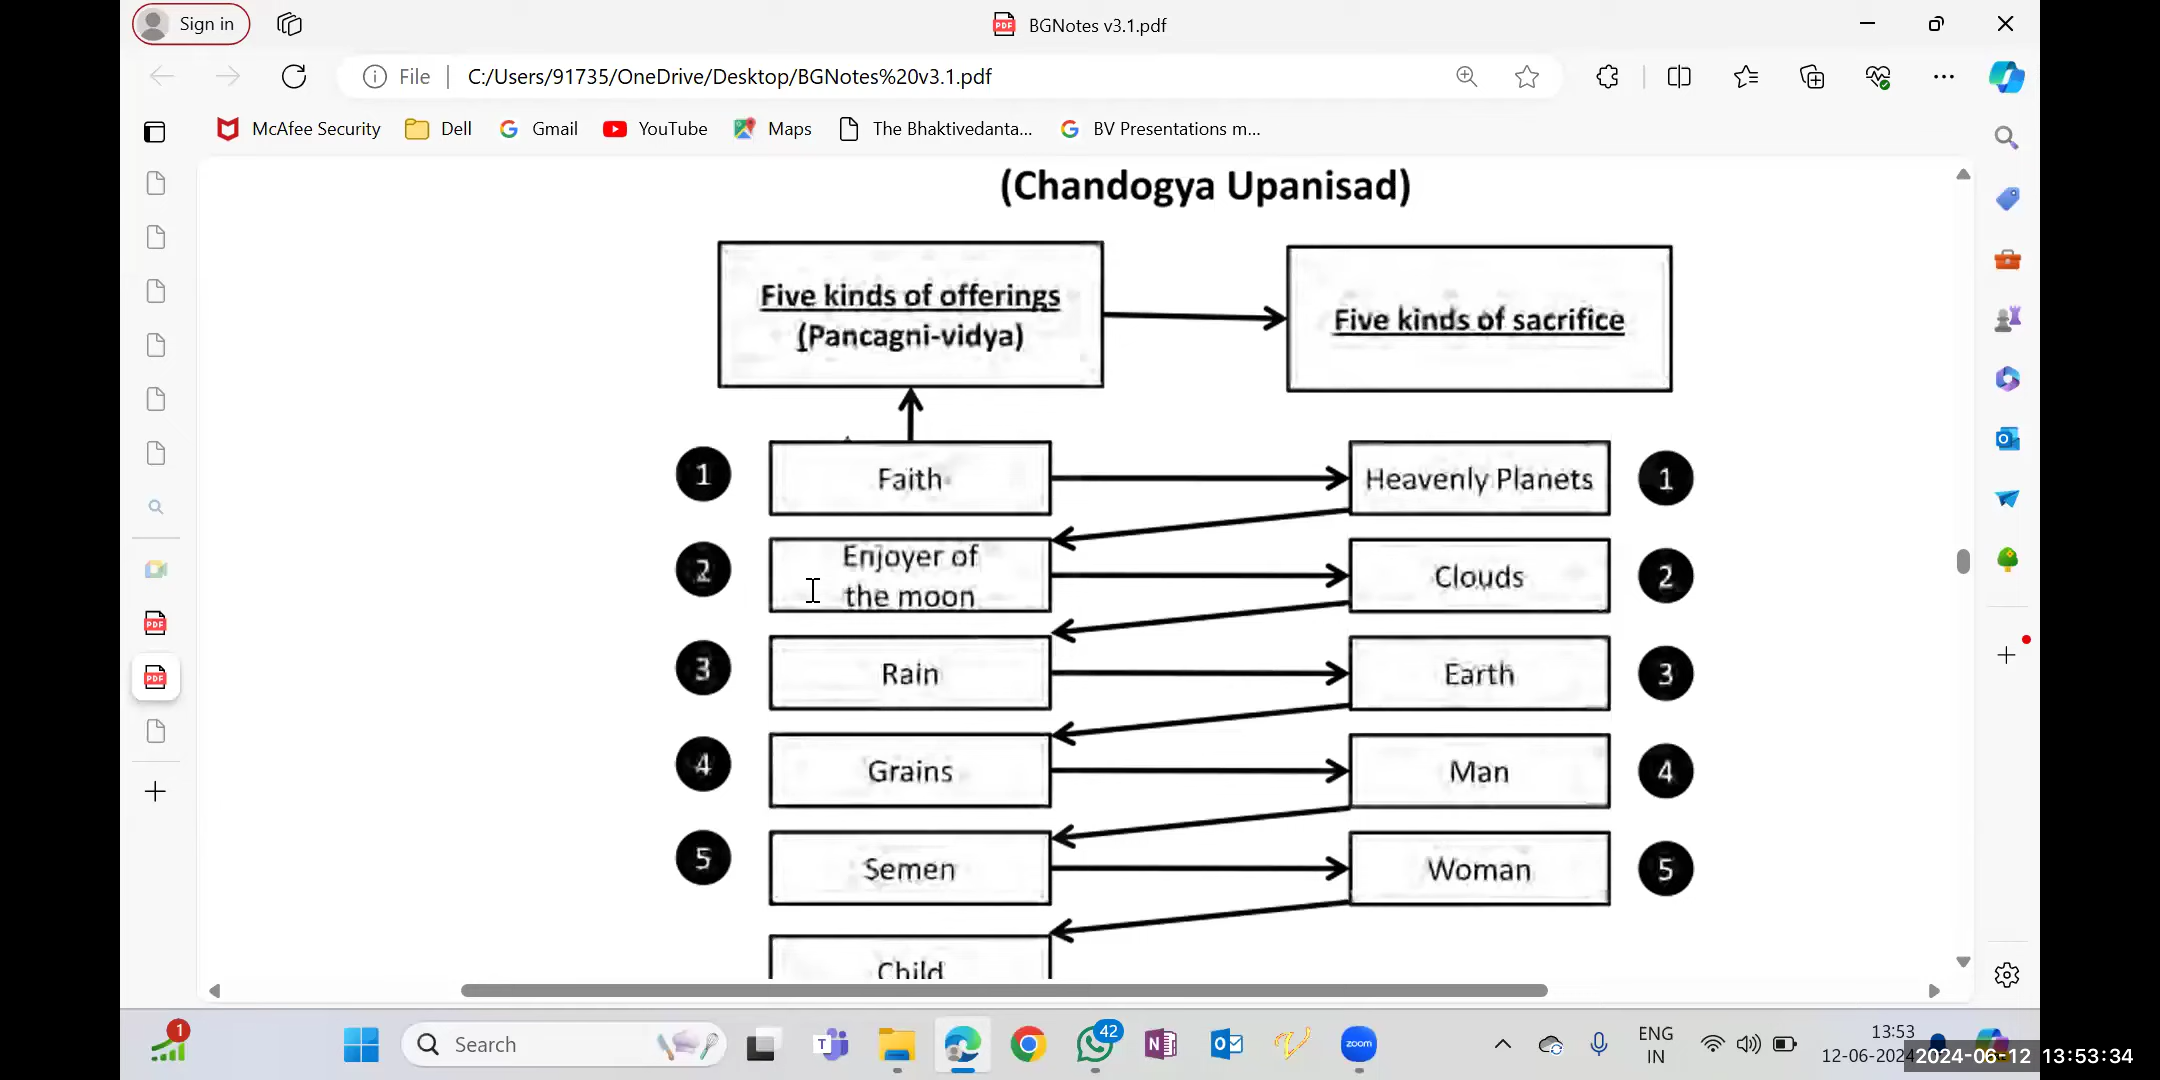 Sign in
BGNotes v3.1.pdf
File
C:/Users/91735/OneDrive/Desktop/BGNotes%20v3.1.pdf
McAfee Security
Dell
Gmail
YouTube
Maps
The Bhaktivedanta...
BV Presentations m...
(Chandogya Upanisad)
Five kinds of offerings
(Pancagni-vidya)
Five kinds of sacrifice
1 Faith Heavenly Planets 1
2 Enjoyer of
the moon Clouds 2
3 Rain Earth 3
4 Grains Man 4
5 Semen Woman 5
Child
1
Search
42
zoom
ENG
IN
13:53
12-06-2024
2024-06-12 13:53:34